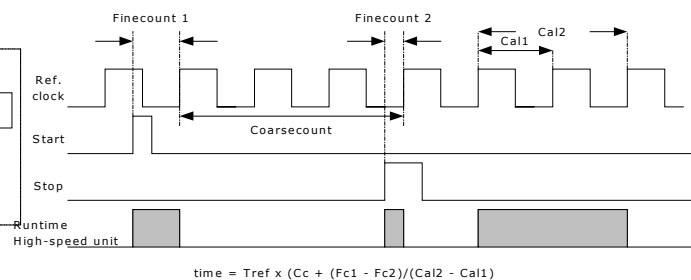 Finecount 1 Finecount 2
Cal2
Cal1
Ref.
clock
Coarsecount
Start
Stop
Runtime
High-speed unit
time = Tref x (Cc + (Fc1 - Fc2)/(Cal2 - Cal1)